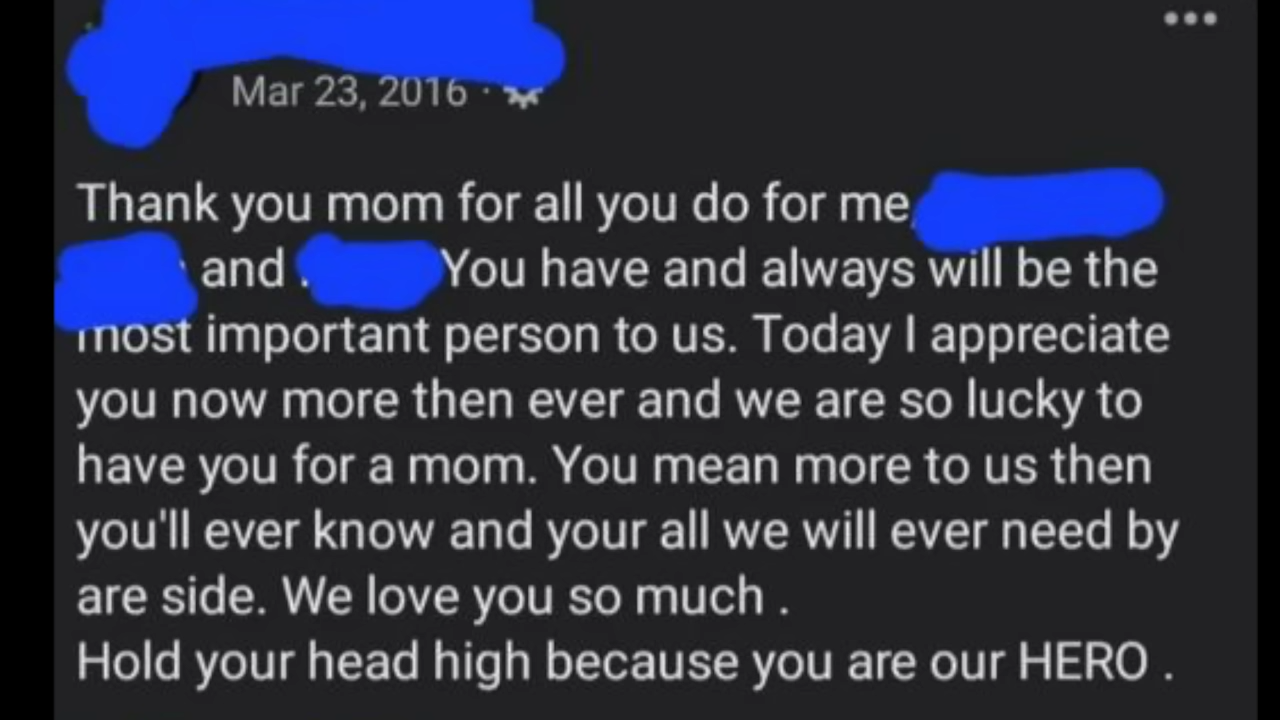 Mar 23, 2016 ·
Thank you mom for all you do for me,
and You have and always will be the
most important person to us. Today I appreciate
you now more then ever and we are so lucky to
have you for a mom. You mean more to us then
you'll ever know and your all we will ever need by
are side. We love you so much .
Hold your head high because you are our HERO .